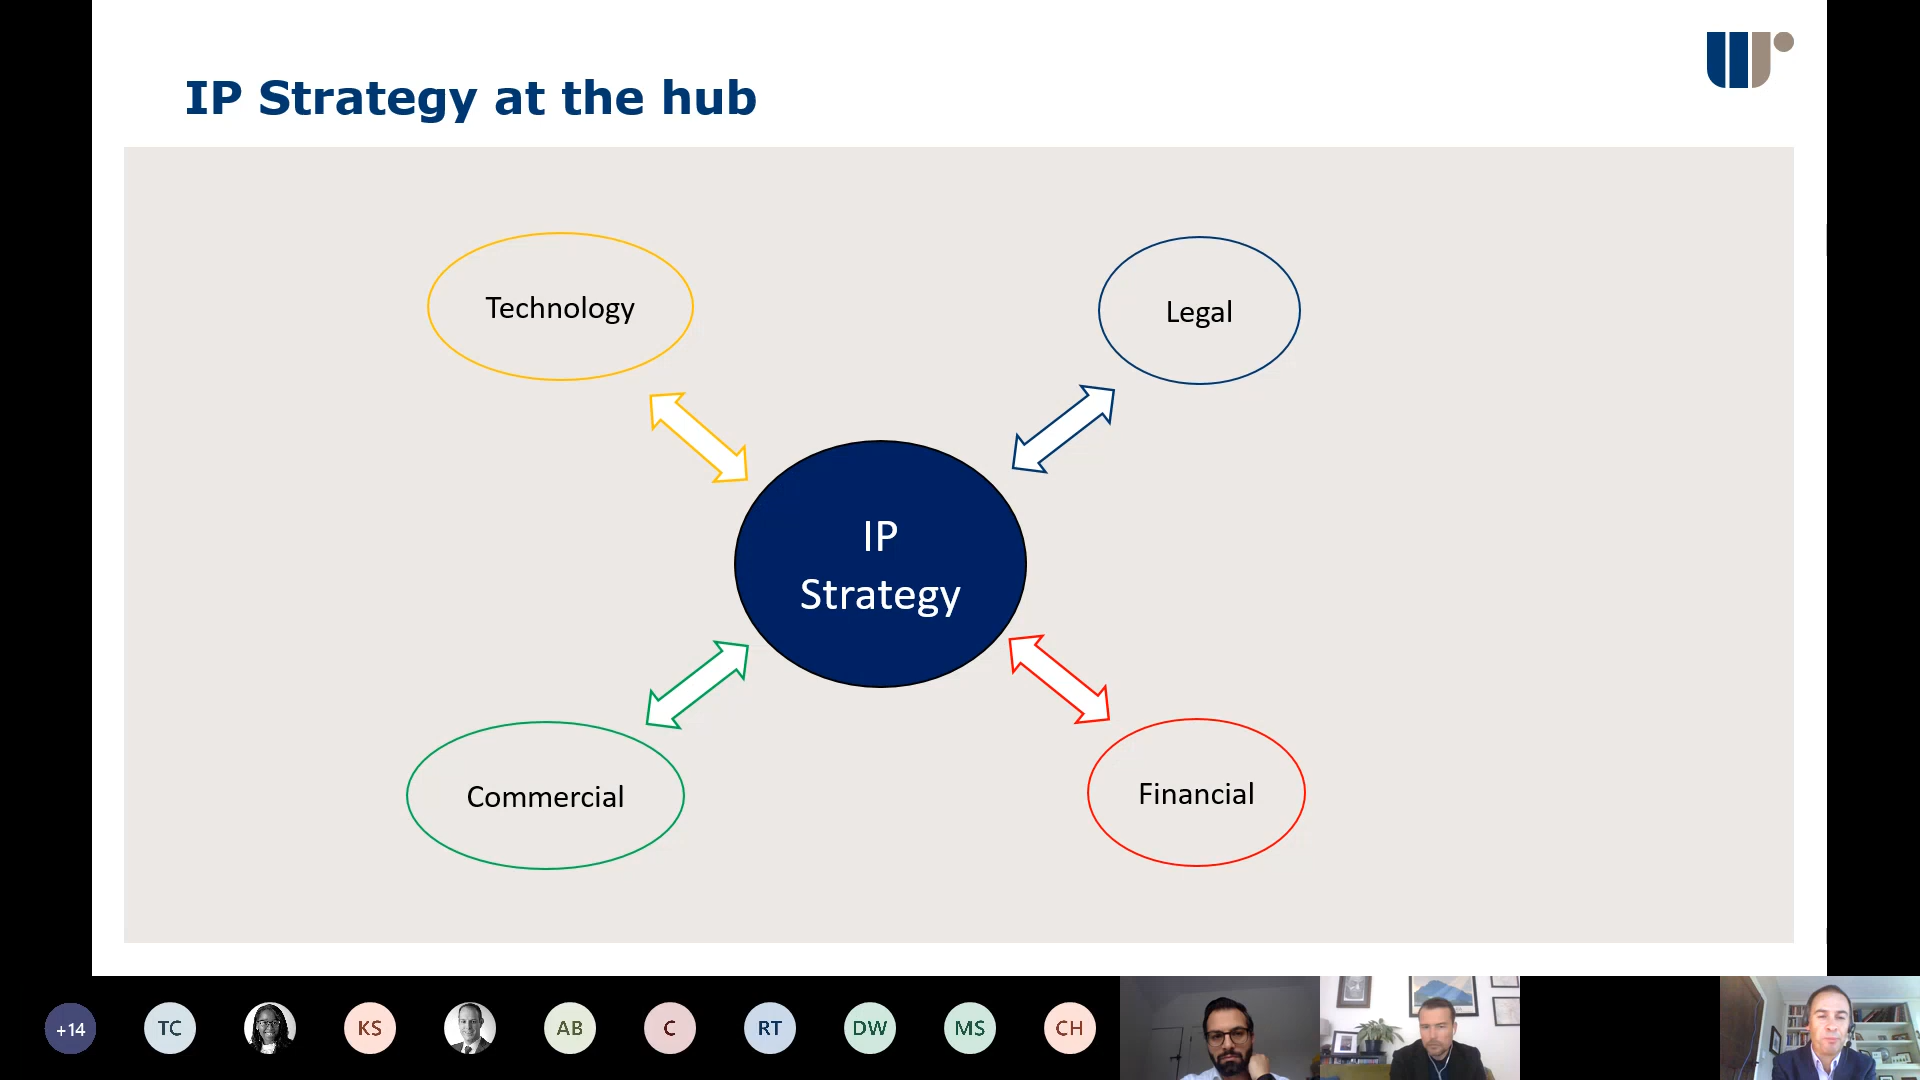 IP Strategy at the hub
Technology
Legal
IP
Strategy
Commercial
Financial
+14
TC
KS
AB
C
RT
DW
MS
CH